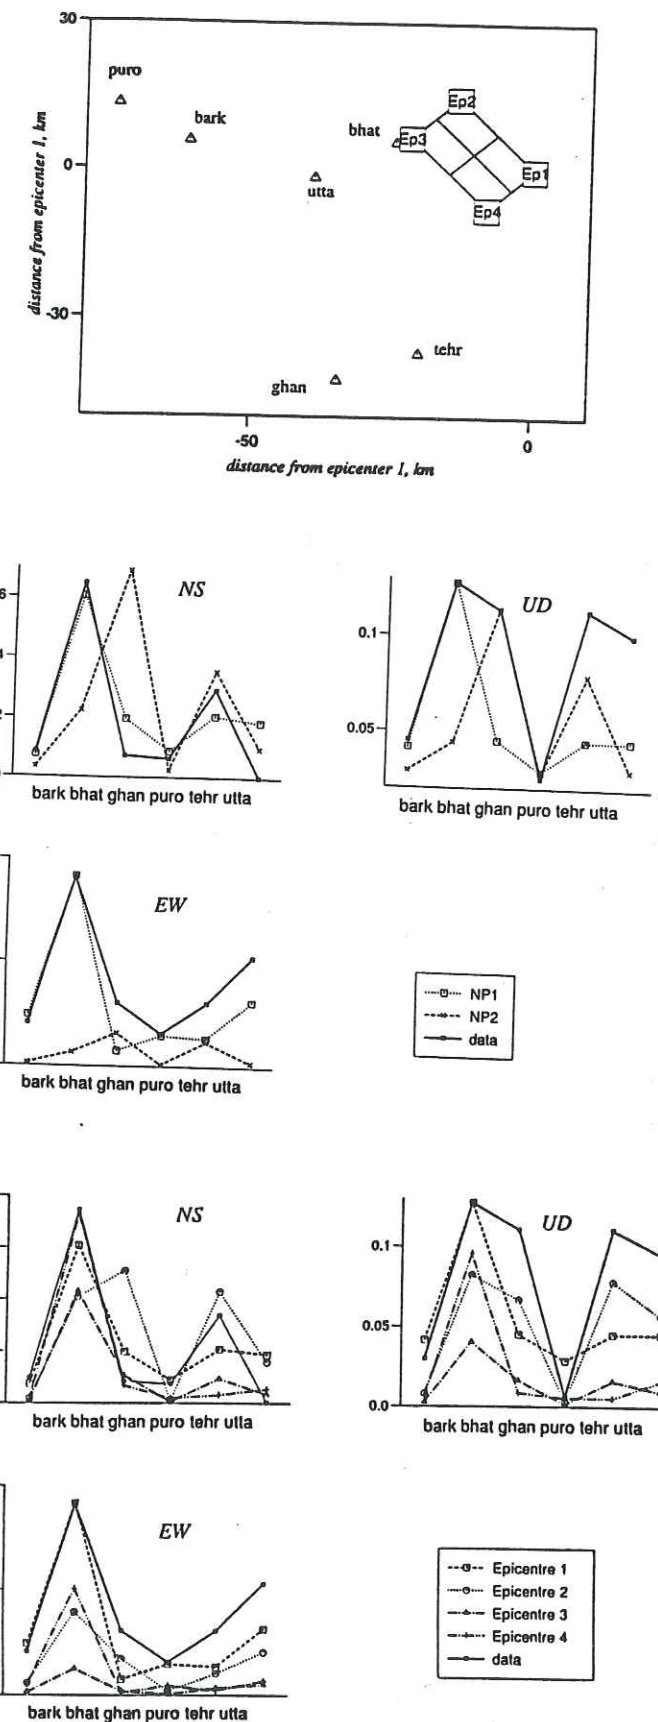 30
puro
bark
bhat
Ep2
Ep3
distance from epicenter 1, km
0
utta
Ep1
Ep4
-30
tehr
ghan
-50
0
distance from epicenter 1, km
NS
6
4
2
0
bark bhat ghan puro tehr utta
UD
0.1
0.05
bark bhat ghan puro tehr utta
EW
bark bhat ghan puro tehr utta
NP1
NP2
data
NS
bark bhat ghan puro tehr utta
UD
0.1
0.05
0.0
bark bhat ghan puro tehr utta
EW
bark bhat ghan puro tehr utta
Epicentre 1
Epicentre 2
Epicentre 3
Epicentre 4
data